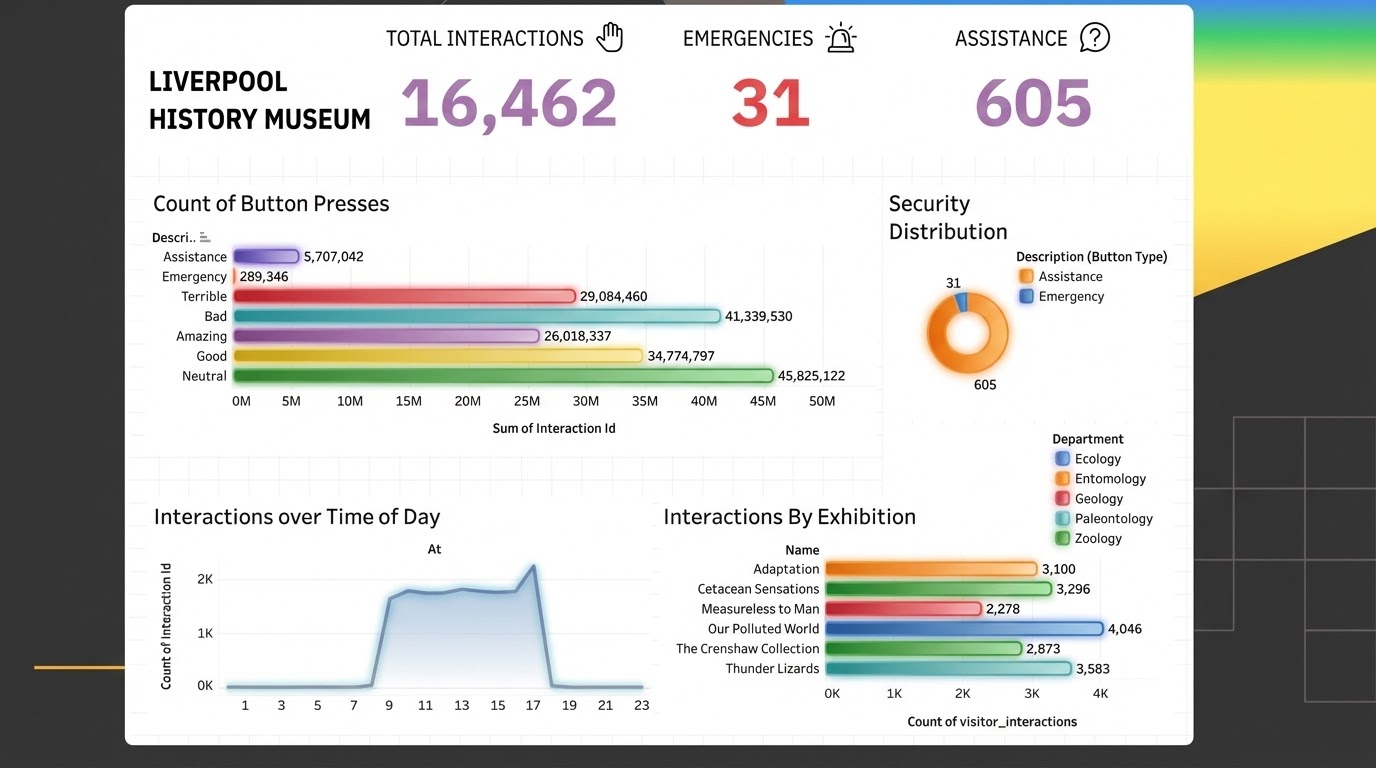 TOTAL INTERACTIONS
EMERGENCIES
ASSISTANCE
LIVERPOOL
HISTORY MUSEUM
16,462
31
605
Count of Button Presses
Descri..
Assistance 5,707,042
Emergency 289,346
Terrible 29,084,460
Bad 41,339,530
Amazing 26,018,337
Good 34,774,797
Neutral 45,825,122
0M 5M 10M 15M 20M 25M 30M 35M 40M 45M 50M
Sum of Interaction Id
Security
Distribution
Description (Button Type)
Assistance
Emergency
31
605
Interactions over Time of Day
At
Count of Interaction Id
2K
1K
0K
1 3 5 7 9 11 13 15 17 19 21 23
Department
Ecology
Entomology
Geology
Paleontology
Zoology
Interactions By Exhibition
Name
Adaptation 3,100
Cetacean Sensations 3,296
Measureless to Man 2,278
Our Polluted World 4,046
The Crenshaw Collection 2,873
Thunder Lizards 3,583
0K 1K 2K 3K 4K
Count of visitor_interactions